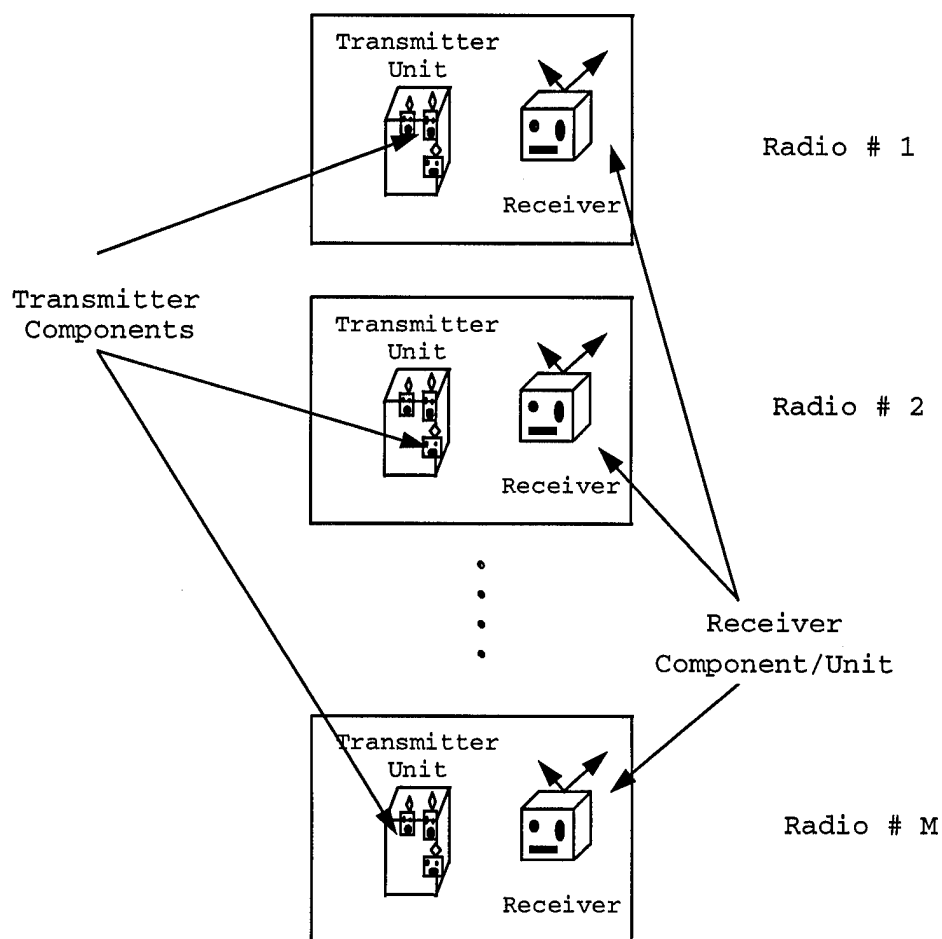 Transmitter
Unit
Receiver
Radio # 1
Transmitter
Components
Transmitter
Unit
Receiver
Radio # 2
Receiver
Component/Unit
Transmitter
Unit
Receiver
Radio # M